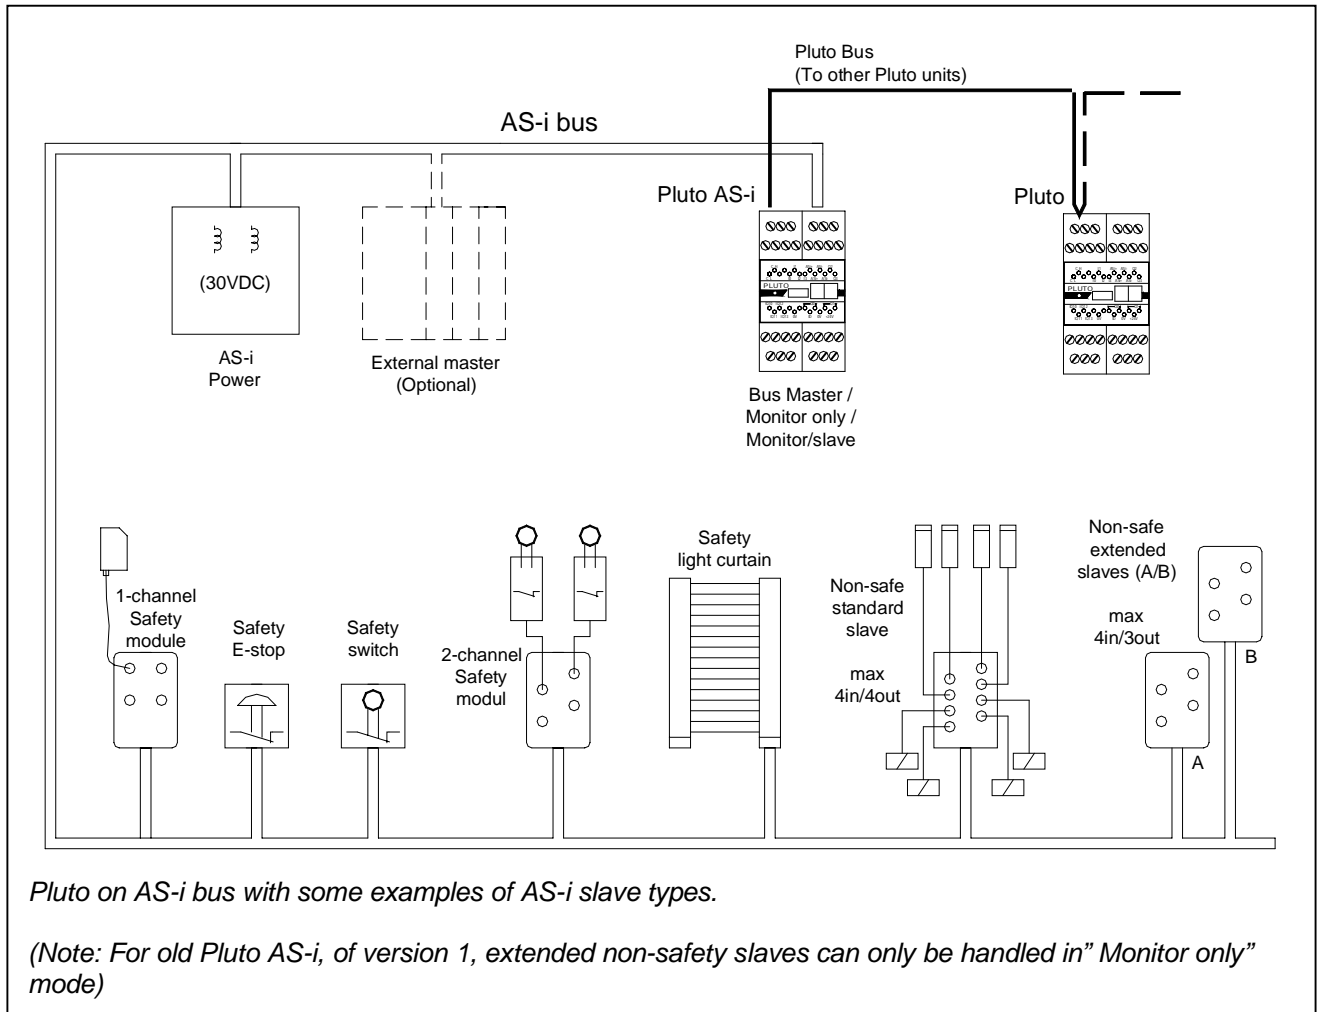 Pluto Bus
(To other Pluto units)
AS-i bus
Pluto AS-i
Pluto
(30VDC)
AS-i
Power
External master
(Optional)
PLUTO
PLUTO
Bus Master /
Monitor only /
Monitor/slave
1-channel
Safety
module
Safety
E-stop
Safety
switch
2-channel
Safety
modul
Safety
light curtain
Non-safe
standard
slave
max
4in/4out
Non-safe
extended
slaves (A/B)
max
4in/3out
B
A
Pluto on AS-i bus with some examples of AS-i slave types.
(Note: For old Pluto AS-i, of version 1, extended non-safety slaves can only be handled in” Monitor only”
mode)